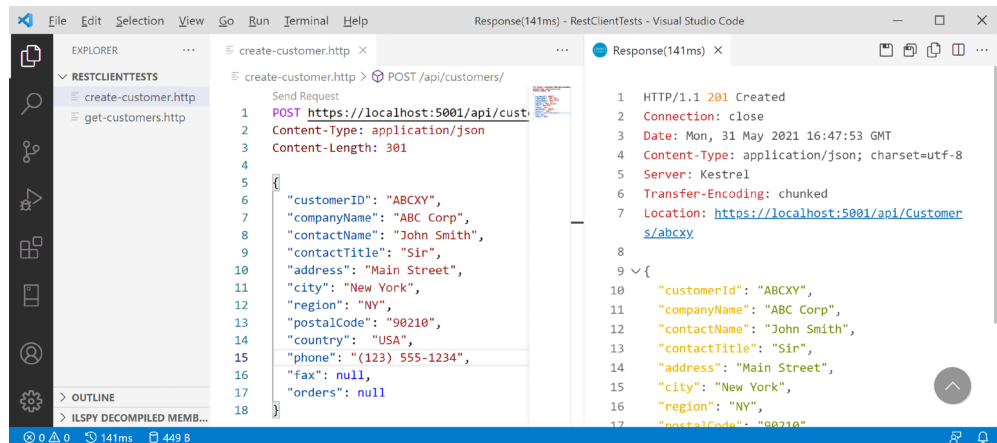 File Edit Selection View Go Run Terminal Help Response(141ms) - RestClientTests - Visual Studio Code
EXPLORER ...
RESTCLIENTTESTS
create-customer.http
get-customers.http
OUTLINE
ILSPY DECOMPILED MEMB...
create-customer.http ...
create-customer.http > POST /api/customers/
Send Request
1 POST https://localhost:5001/api/cust
2 Content-Type: application/json
3 Content-Length: 301
4
5 {
6 "customerID": "ABCXY",
7 "companyName": "ABC Corp",
8 "contactName": "John Smith",
9 "contactTitle": "Sir",
10 "address": "Main Street",
11 "city": "New York",
12 "region": "NY",
13 "postalCode": "90210",
14 "country":  "USA",
15 "phone": "(123) 555-1234",
16 "fax": null,
17 "orders": null
18 }
Response(141ms) ...
1 HTTP/1.1 201 Created
2 Connection: close
3 Date: Mon, 31 May 2021 16:47:53 GMT
4 Content-Type: application/json; charset=utf-8
5 Server: Kestrel
6 Transfer-Encoding: chunked
7 Location: https://localhost:5001/api/Customer
s/abcxy
8
9 {
10 "customerId": "ABCXY",
11 "companyName": "ABC Corp",
12 "contactName": "John Smith",
13 "contactTitle": "Sir",
14 "address": "Main Street",
15 "city": "New York",
16 "region": "NY",
17 "postalCode": "90210",
0 0 141ms 449 B